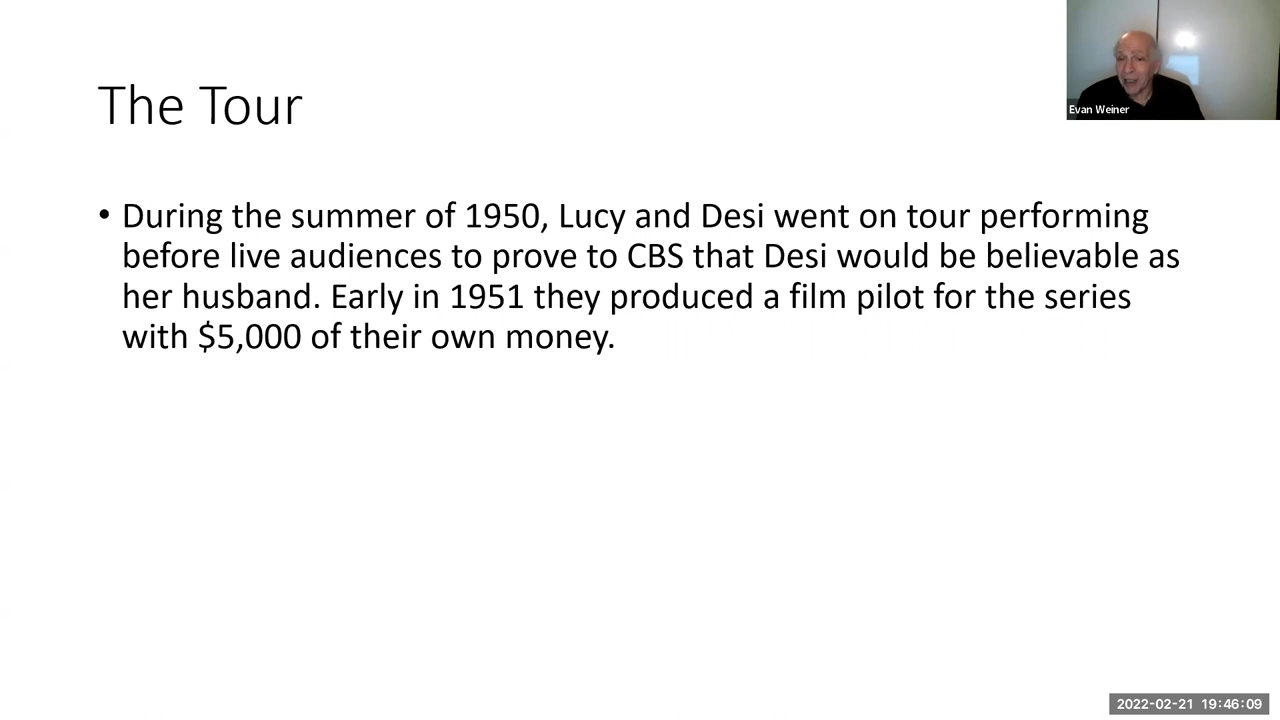 The Tour
Evan Weiner
• During the summer of 1950, Lucy and Desi went on tour performing
before live audiences to prove to CBS that Desi would be believable as
her husband. Early in 1951 they produced a film pilot for the series
with $5,000 of their own money.
2022-02-21 19:46:09